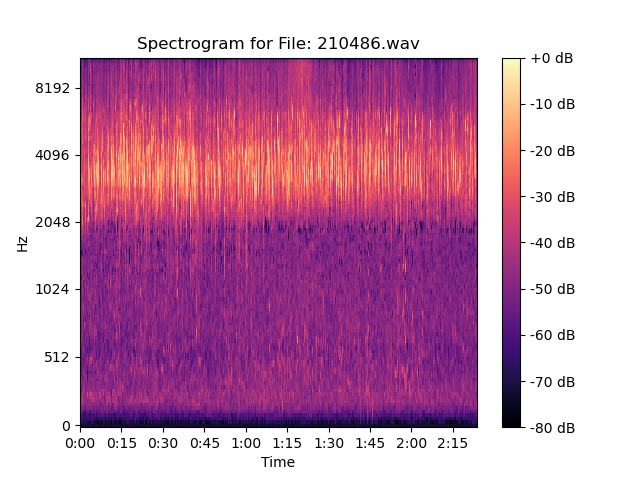 Spectrogram for File: 210486.wav
8192
4096
2048
1024
512
0
Hz
0:00 0:15 0:30 0:45 1:00 1:15 1:30 1:45 2:00 2:15
Time
+0 dB
-10 dB
-20 dB
-30 dB
-40 dB
-50 dB
-60 dB
-70 dB
-80 dB